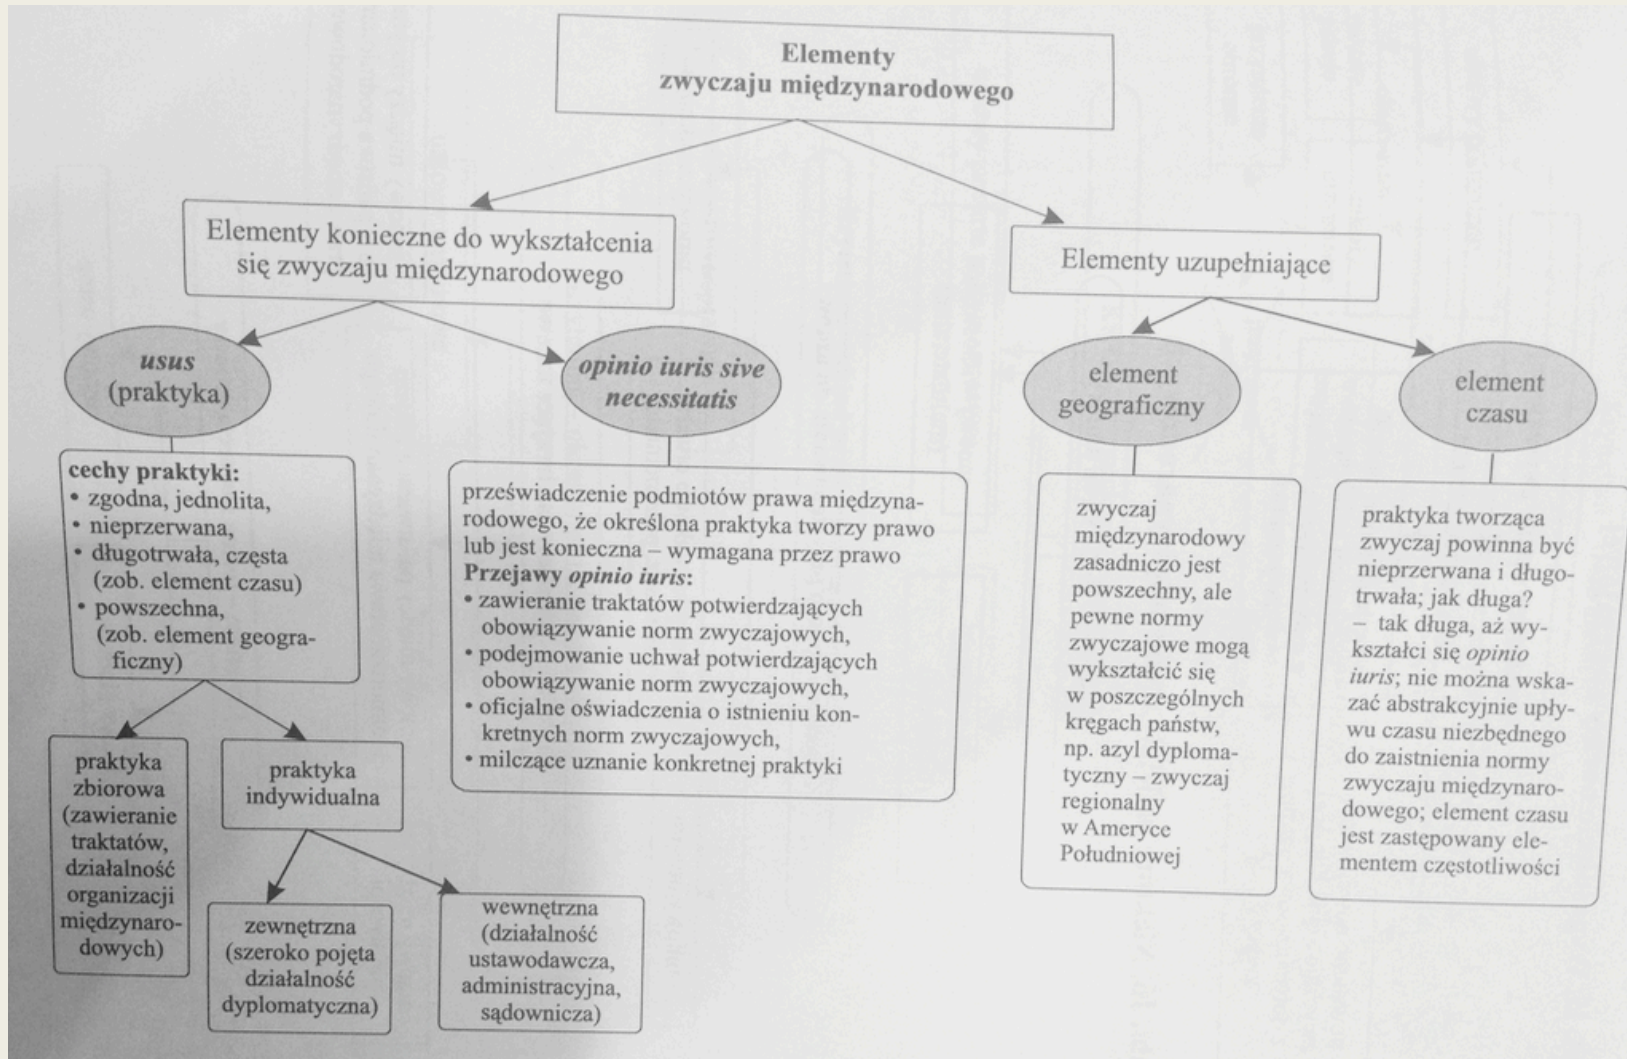 Elementy
zwyczaju międzynarodowego
Elementy konieczne do wykształcenia
się zwyczaju międzynarodowego
Elementy uzupełniające
usus
(praktyka)
opinio iuris sive
necessitatis
element
geograficzny
element
czasu
cechy praktyki:
• zgodna, jednolita,
• nieprzerwana,
• długotrwała, częsta
(zob. element czasu)
• powszechna,
(zob. element geogra-
ficzny)
praktyka
zbiorowa
(zawieranie
traktatów,
działalność
organizacji
międzynaro-
dowych)
praktyka
indywidualna
zewnętrzna
(szeroko pojęta
działalność
dyplomatyczna)
wewnętrzna
(działalność
ustawodawcza,
administracyjna,
sądownicza)
przeświadczenie podmiotów prawa międzyna-
rodowego, że określona praktyka tworzy prawo
lub jest konieczna – wymagana przez prawo
Przejawy opinio iuris:
• zawieranie traktatów potwierdzających
obowiązywanie norm zwyczajowych,
• podejmowanie uchwał potwierdzających
obowiązywanie norm zwyczajowych,
• oficjalne oświadczenia o istnieniu kon-
kretnych norm zwyczajowych,
• milczące uznanie konkretnej praktyki
zwyczaj
międzynarodowy
zasadniczo jest
powszechny, ale
pewne normy
zwyczajowe mogą
wykształcić się
w poszczególnych
kręgach państw,
np. azyl dyploma-
tyczny – zwyczaj
regionalny
w Ameryce
Południowej
praktyka tworząca
zwyczaj powinna być
nieprzerwana i długo-
trwała; jak długa?
– tak długa, aż wy-
kształci się opinio
iuris; nie można wska-
zać abstrakcyjnie upły-
wu czasu niezbędnego
do zaistnienia normy
zwyczaju międzynaro-
dowego; element czasu
jest zastępowany ele-
mentem częstotliwości